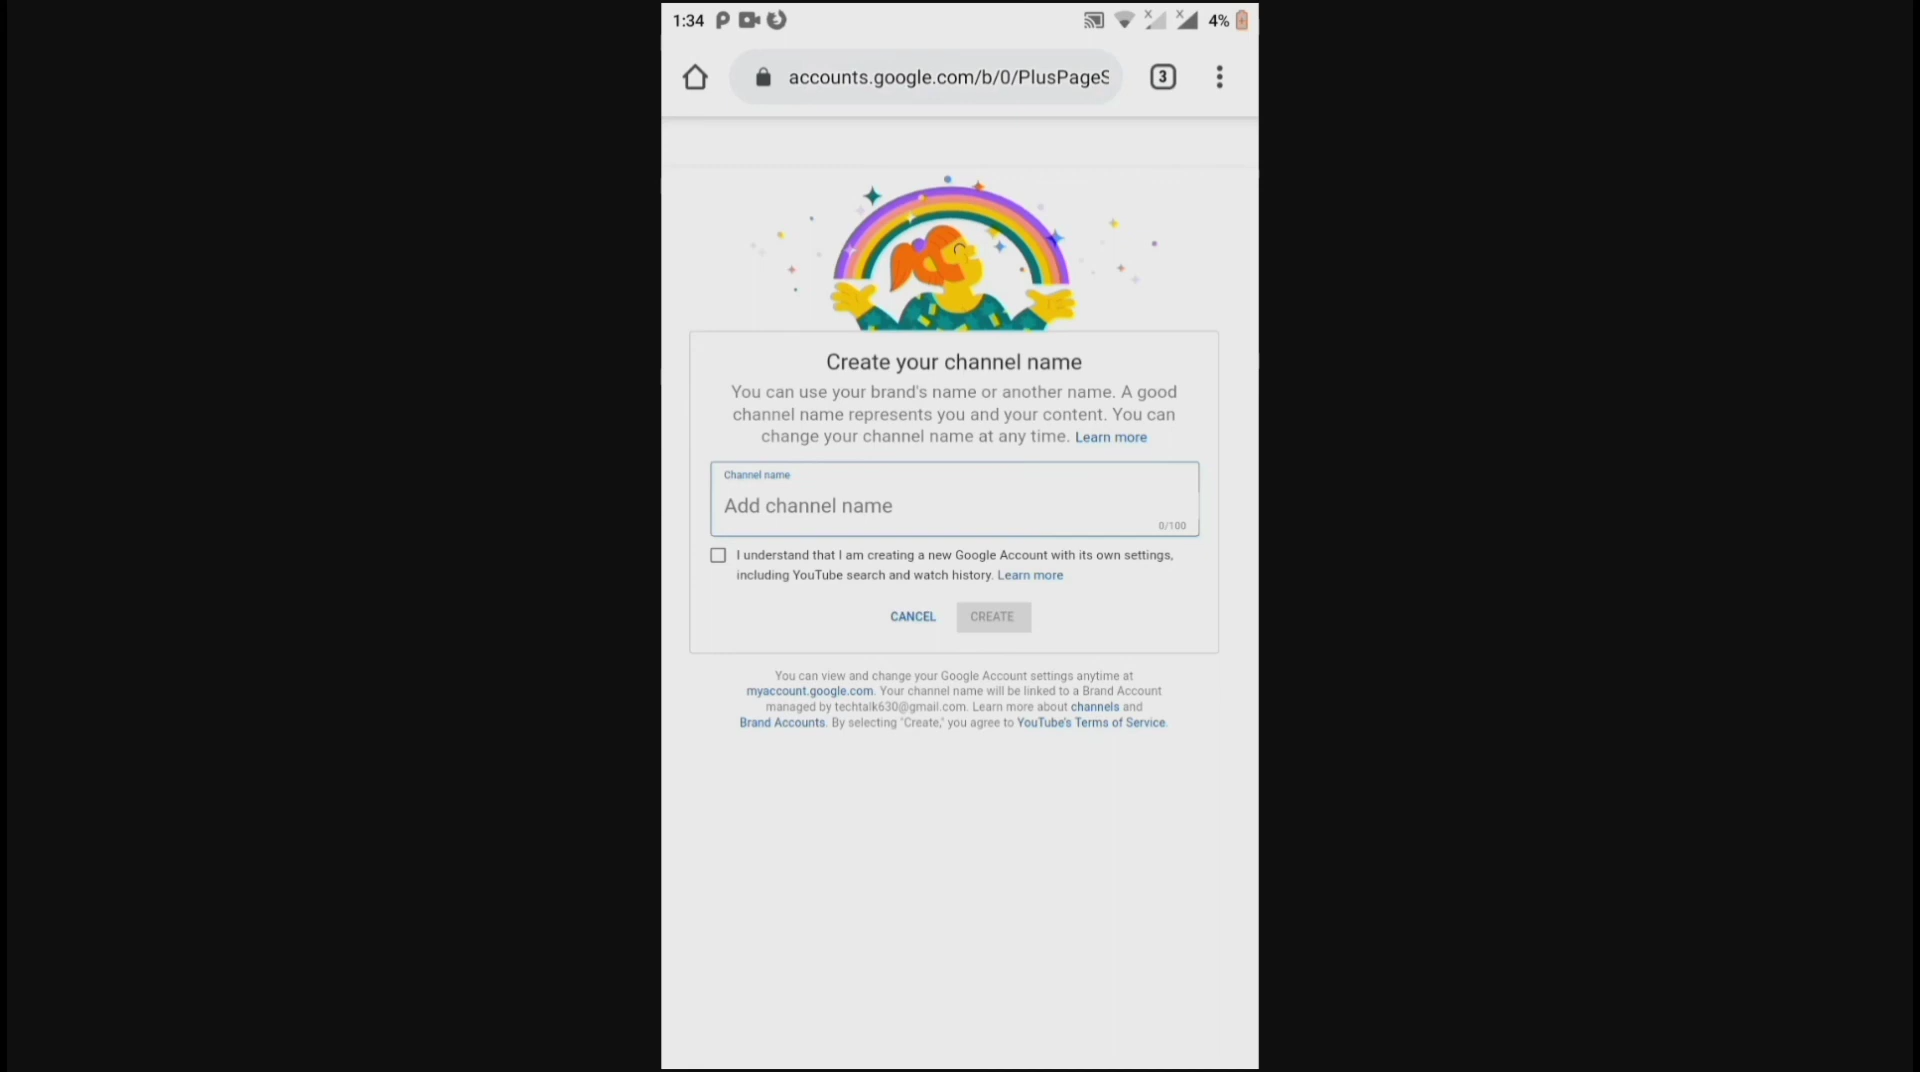 1:34 4%
accounts.google.com/b/0/PlusPageS 3
Create your channel name
You can use your brand's name or another name. A good
channel name represents you and your content. You can
change your channel name at any time. Learn more
Channel name
Add channel name
0/100
I understand that I am creating a new Google Account with its own settings,
including YouTube search and watch history. Learn more
CANCEL CREATE
You can view and change your Google Account settings anytime at
myaccount.google.com. Your channel name will be linked to a Brand Account
managed by techtalk630@gmail.com. Learn more about channels and
Brand Accounts. By selecting "Create," you agree to YouTube's Terms of Service.